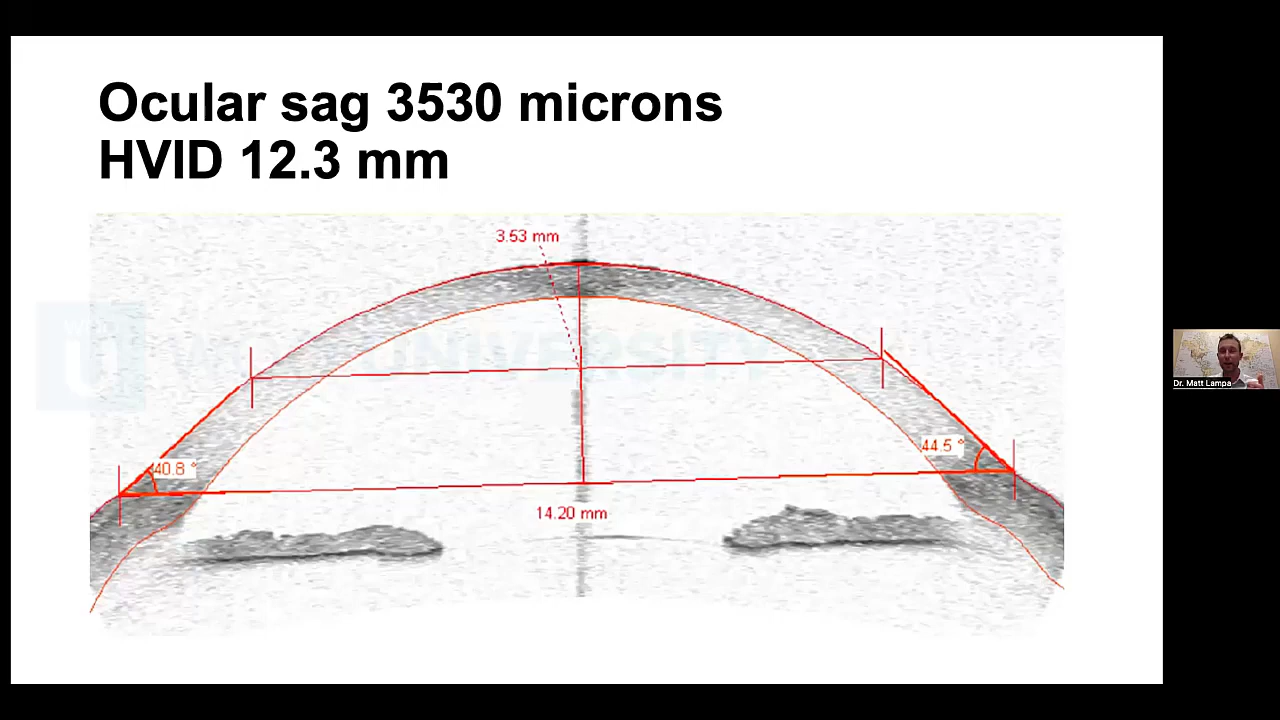 Ocular sag 3530 microns
HVID 12.3 mm
3.53 mm
UNIVERSITY
44.5 °
40.8 °
14.20 mm
Dr. Matt Lampa